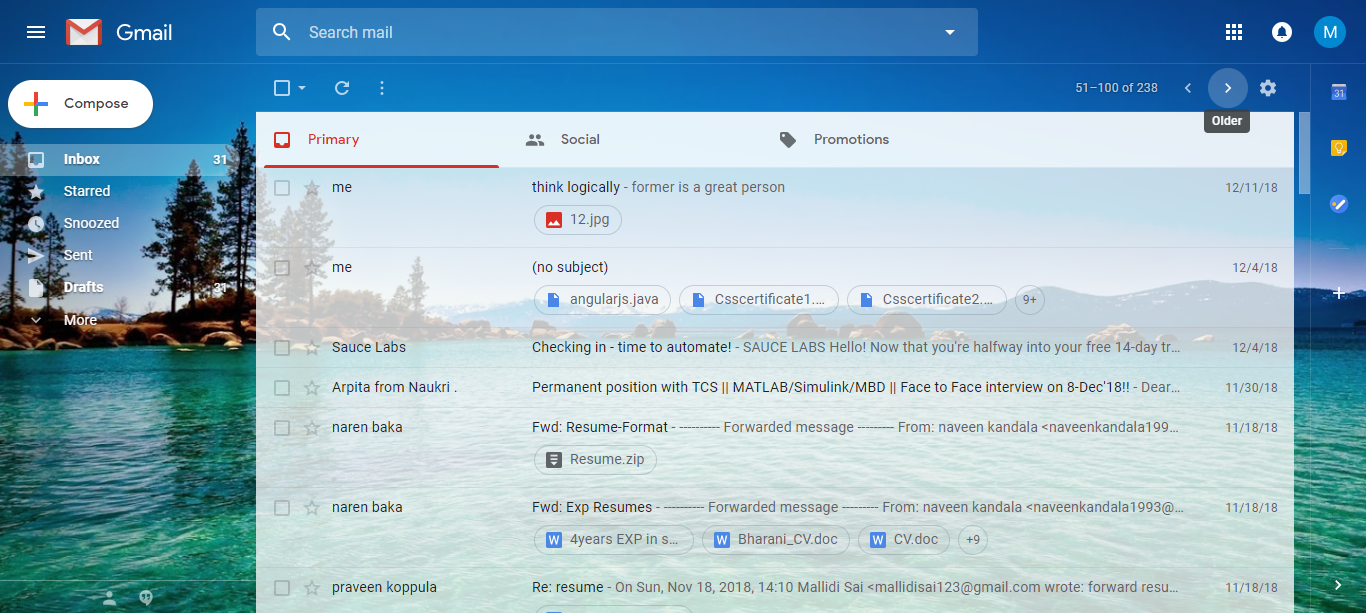 Gmail
Search mail
M
Compose
51–100 of 238
31
Older
Primary
Social
Promotions
Inbox 31
Starred
Snoozed
Sent
Drafts 31
More
me think logically - former is a great person 12/11/18
12.jpg
me (no subject) 12/4/18
angularjs.java Csscertificate1.... Csscertificate2.... 9+
Sauce Labs Checking in - time to automate! - SAUCE LABS Hello! Now that you're halfway into your free 14-day tr... 12/4/18
Arpita from Naukri . Permanent position with TCS || MATLAB/Simulink/MBD || Face to Face interview on 8-Dec'18!! - Dear... 11/30/18
naren baka Fwd: Resume-Format - ---------- Forwarded message --------- From: naveen kandala <naveenkandala199... 11/18/18
Resume.zip
naren baka Fwd: Exp Resumes - ---------- Forwarded message --------- From: naveen kandala <naveenkandala1993@... 11/18/18
W 4years EXP in s... W Bharani_CV.doc W CV.doc +9
praveen koppula Re: resume - On Sun, Nov 18, 2018, 14:10 Mallidi Sai <mallidisai123@gmail.com wrote: forward resu... 11/18/18